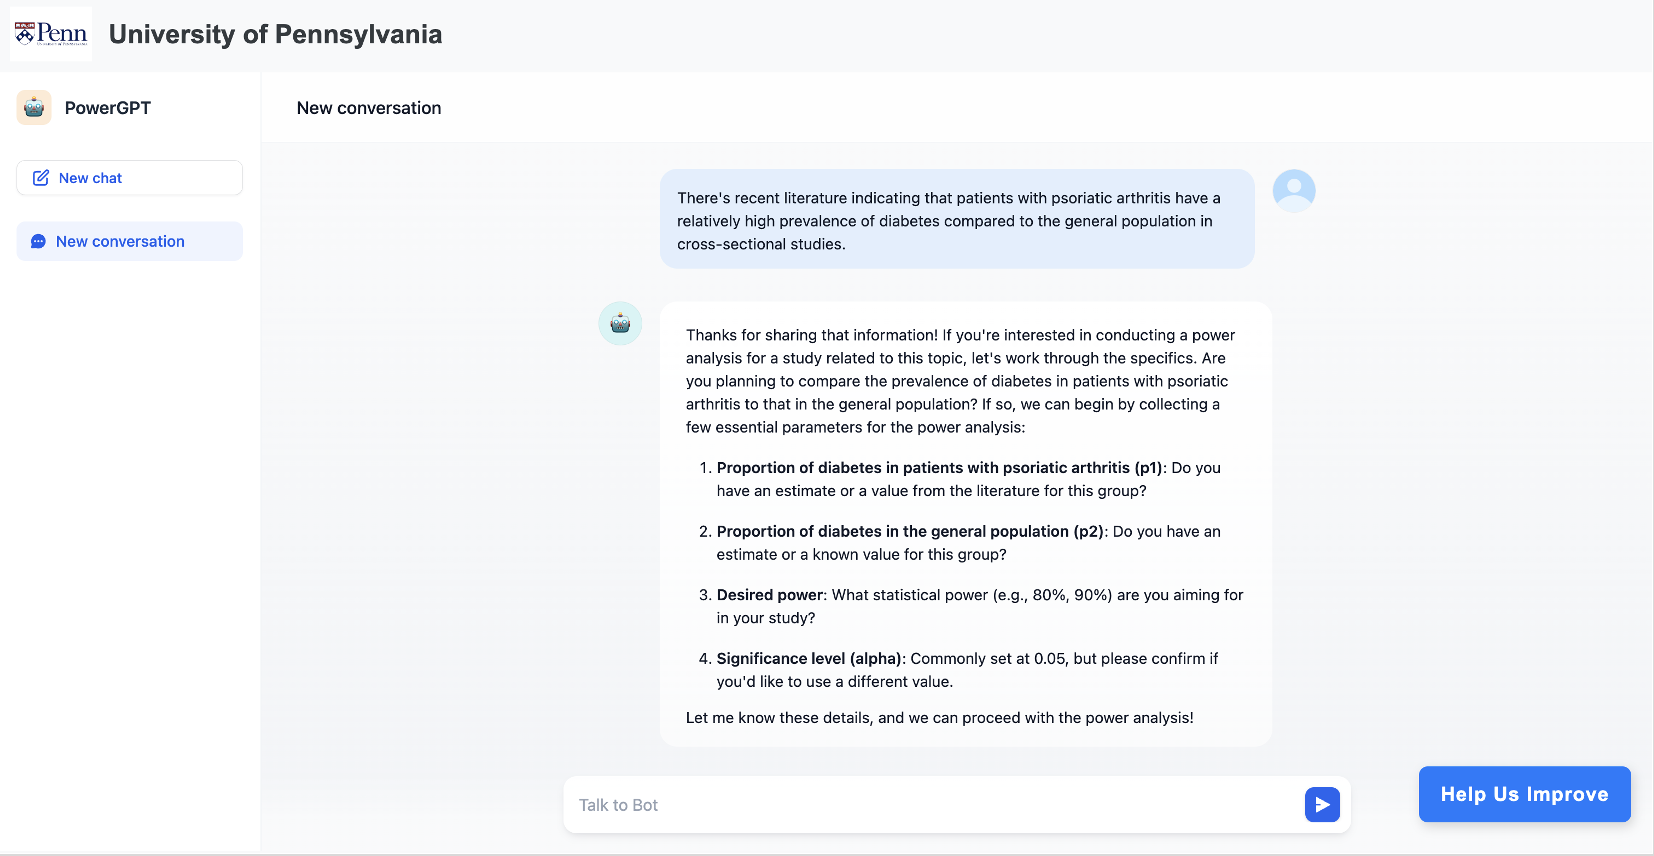 Penn
University of Pennsylvania
PowerGPT
New conversation
New chat
New conversation
There's recent literature indicating that patients with psoriatic arthritis have a
relatively high prevalence of diabetes compared to the general population in
cross-sectional studies.
Thanks for sharing that information! If you're interested in conducting a power
analysis for a study related to this topic, let's work through the specifics. Are
you planning to compare the prevalence of diabetes in patients with psoriatic
arthritis to that in the general population? If so, we can begin by collecting a
few essential parameters for the power analysis:
1. Proportion of diabetes in patients with psoriatic arthritis (p1): Do you
have an estimate or a value from the literature for this group?
2. Proportion of diabetes in the general population (p2): Do you have an
estimate or a known value for this group?
3. Desired power: What statistical power (e.g., 80%, 90%) are you aiming for
in your study?
4. Significance level (alpha): Commonly set at 0.05, but please confirm if
you'd like to use a different value.
Let me know these details, and we can proceed with the power analysis!
Talk to Bot
Help Us Improve